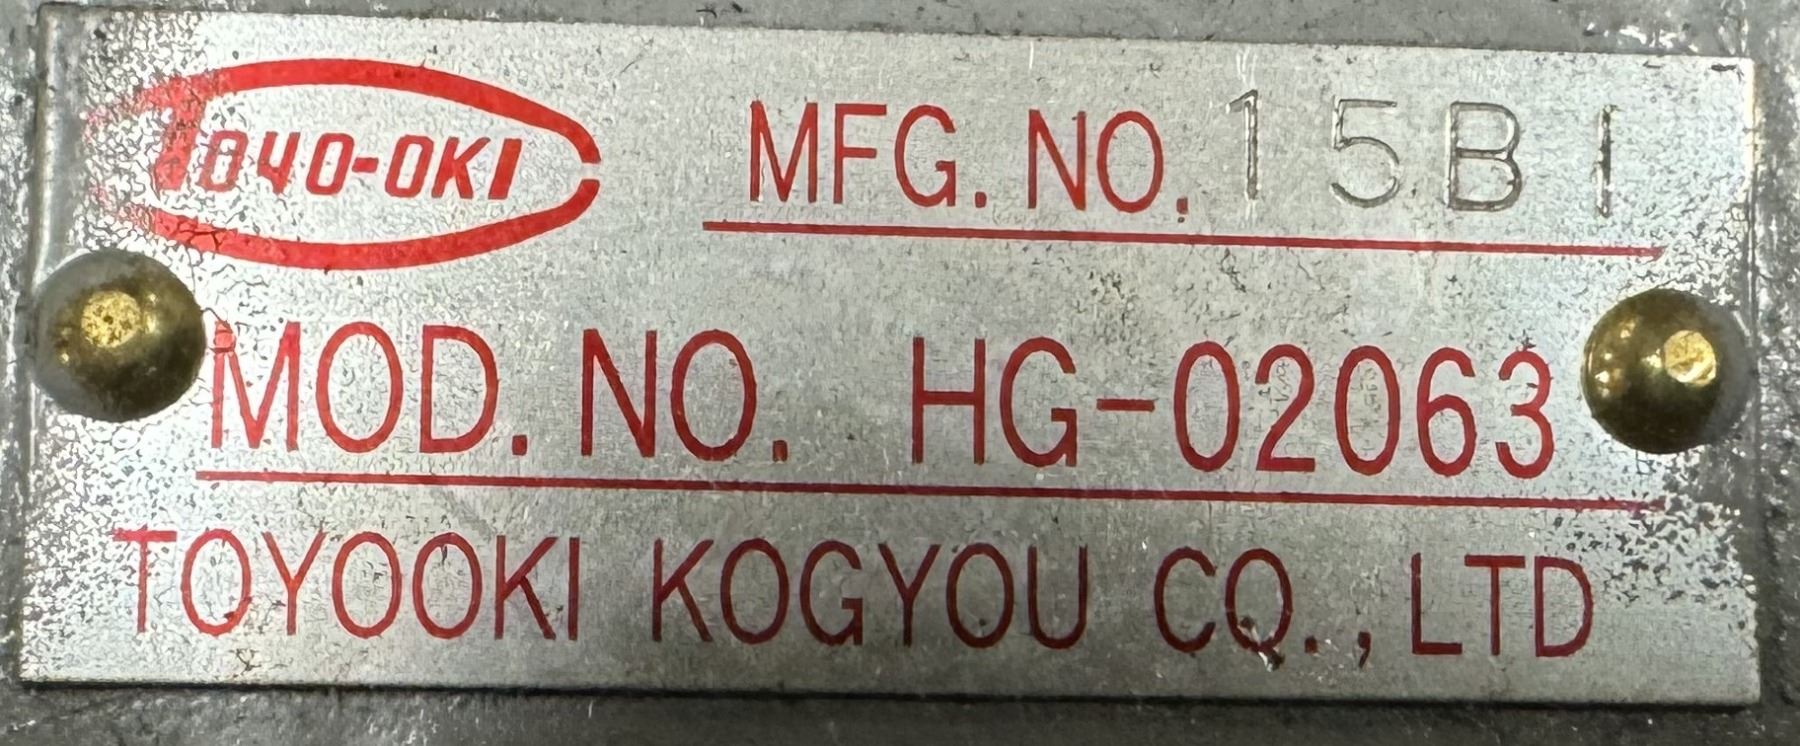 TOYO-OKI
MFG. NO. 15B1
MOD. NO. HG-02063
TOYOOKI KOGYOU CO., LTD